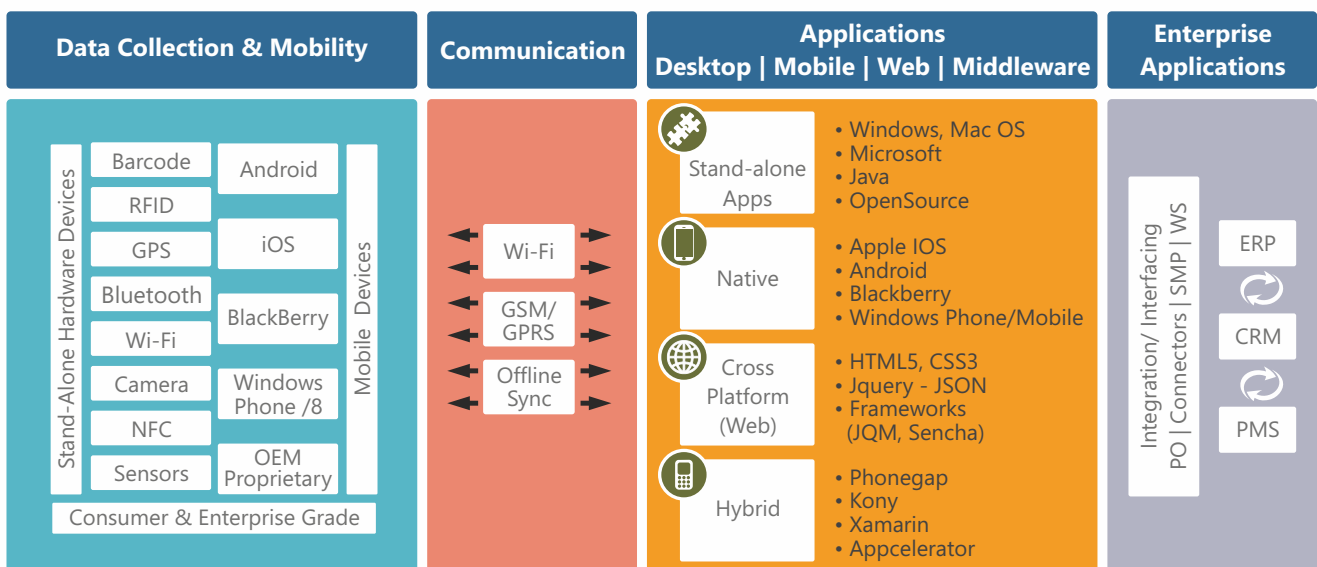 Data Collection & Mobility
Communication
Applications
Desktop | Mobile | Web | Middleware
Enterprise
Applications
Stand-Alone Hardware Devices
Barcode
RFID
GPS
Bluetooth
Wi-Fi
Camera
NFC
Sensors
Android
iOS
BlackBerry
Windows
Phone /8
OEM
Proprietary
Mobile Devices
Consumer & Enterprise Grade
Wi-Fi
GSM/
GPRS
Offline
Sync
Stand-alone
Apps
• Windows, Mac OS
• Microsoft
• Java
• OpenSource
Native
• Apple IOS
• Android
• Blackberry
• Windows Phone/Mobile
Cross
Platform
(Web)
• HTML5, CSS3
• Jquery - JSON
• Frameworks
(JQM, Sencha)
Hybrid
• Phonegap
• Kony
• Xamarin
• Appcelerator
Integration/ Interfacing
PO | Connectors | SMP | WS
ERP
CRM
PMS